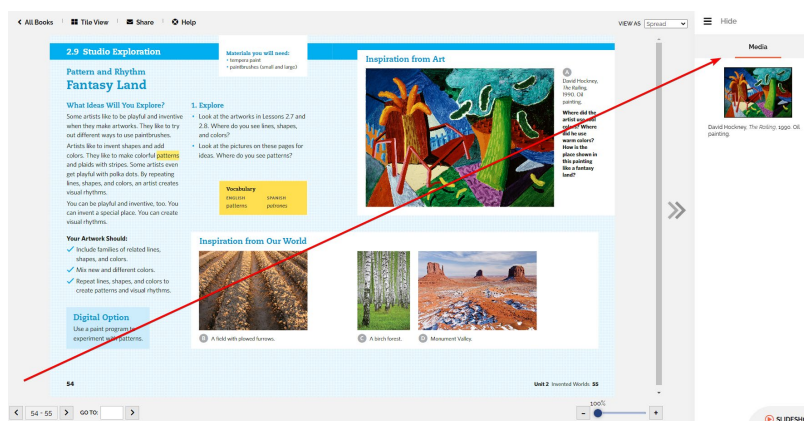 All Books
Tile View
Share
Help
VIEW AS
Spread
Hide
Media
David Hockney, The Railing, 1990. Oil
painting.
2.9 Studio Exploration
Pattern and Rhythm
Fantasy Land
What Ideas Will You Explore?
Some artists like to be playful and inventive
when they make artworks. They like to try
out different ways to use paintbrushes.
Artists like to invent shapes and add
colors. They like to make colorful patterns
and plaids with stripes. Some artists even
get playful with polka dots. By repeating
lines, shapes, and colors, an artist creates
visual rhythms.
You can be playful and inventive, too. You
can invent a special place. You can create
visual rhythms.
Your Artwork Should:
Include families of related lines,
shapes, and colors.
Mix new and different colors.
Repeat lines, shapes, and colors to
create patterns and visual rhythms.
Digital Option
Use a paint program to
experiment with patterns.
54
Materials you will need:
• tempera paint
• paintbrushes (small and large)
1. Explore
• Look at the artworks in Lessons 2.7 and
2.8. Where do you see lines, shapes,
and colors?
• Look at the pictures on these pages for
ideas. Where do you see patterns?
Vocabulary
ENGLISH SPANISH
patterns patrones
Inspiration from Art
A
David Hockney,
The Railing,
1990. Oil
painting.
Where did the
artist use cool
colors? Where
did he use
warm colors?
How is the
place shown in
this painting
like a fantasy
land?
Inspiration from Our World
B A field with plowed furrows.
C A birch forest.
D Monument Valley.
Unit 2 Invented Worlds 55
54 - 55
GO TO:
100%
SLIDESHO